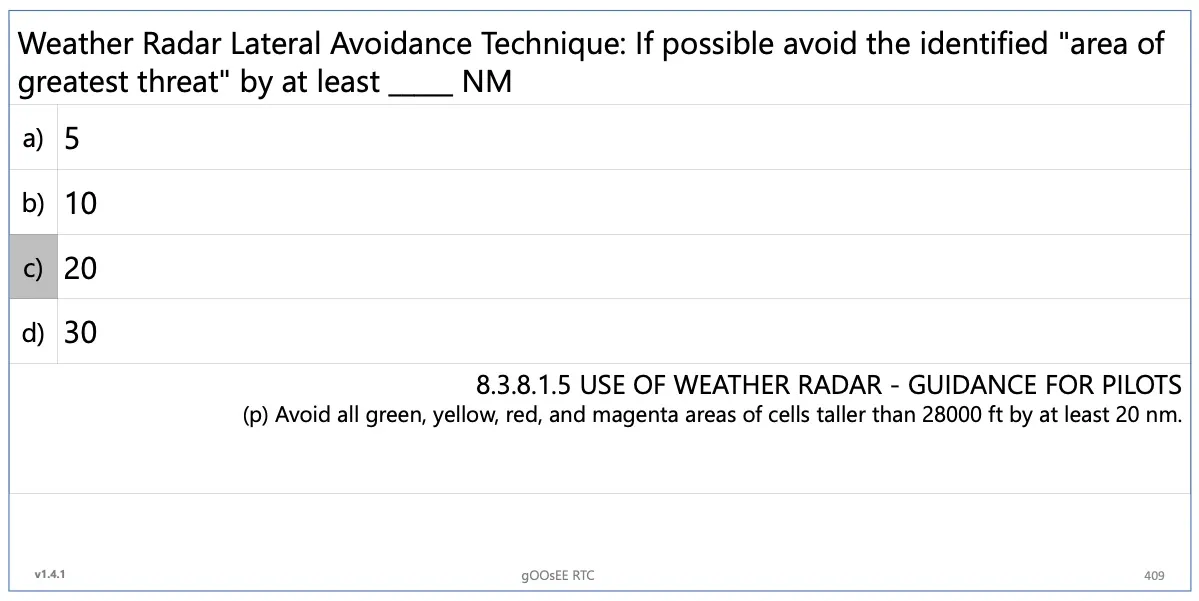 Weather Radar Lateral Avoidance Technique: If possible avoid the identified "area of
greatest threat" by at least _____ NM
a) 5
b) 10
c) 20
d) 30
8.3.8.1.5 USE OF WEATHER RADAR - GUIDANCE FOR PILOTS
(p) Avoid all green, yellow, red, and magenta areas of cells taller than 28000 ft by at least 20 nm.
v1.4.1 gOOsEE RTC 409